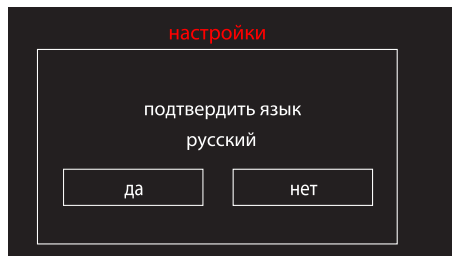 настройки
подтвердить язык
русский
да
нет